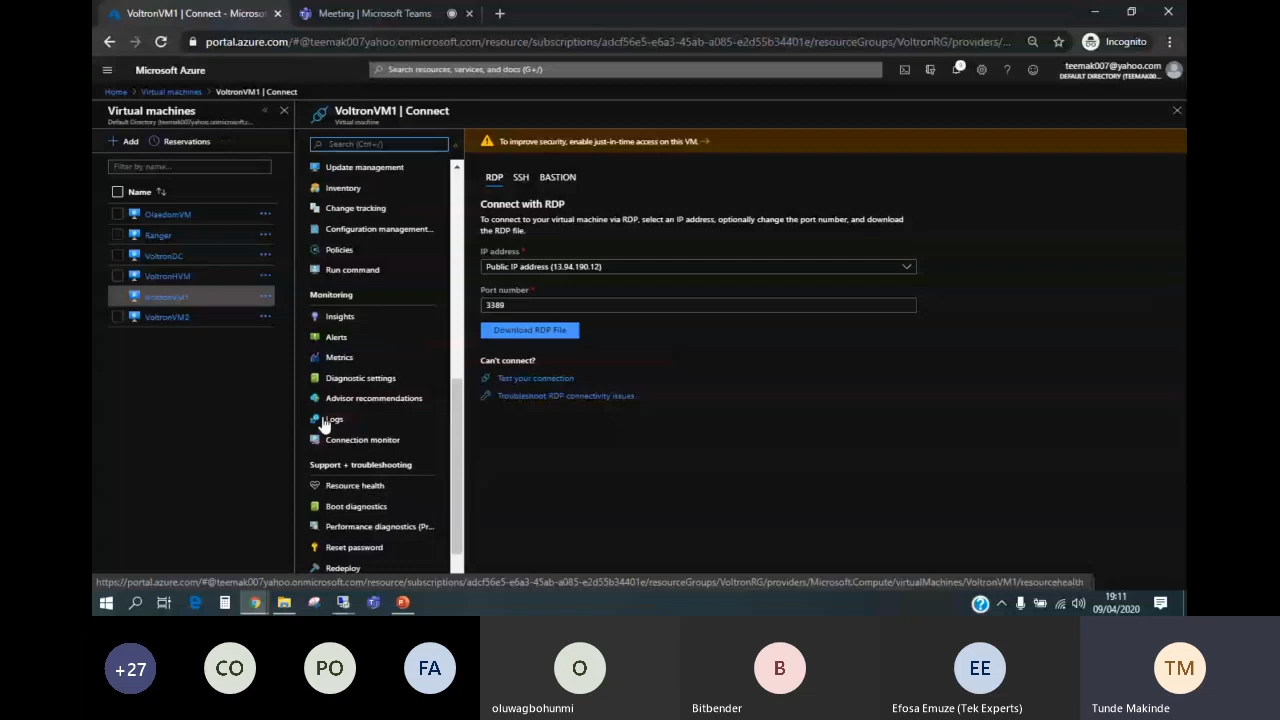 VoltronVM1 | Connect - Microso
Meeting | Microsoft Teams
portal.azure.com/#@teemak007yahoo.onmicrosoft.com/resource/subscriptions/adcf56e5-e6a3-45ab-a085-e2d55b34401e/resourceGroups/VoltronRG/providers/...
Incognito
Microsoft Azure
Search resources, services, and docs (G+/)
teemak007@yahoo.com
DEFAULT DIRECTORY (TEEMAK00...
Home > Virtual machines > VoltronVM1 | Connect
Virtual machines
Default Directory (teemak007yahoo.onmicrosoft.c...
VoltronVM1 | Connect
Virtual machine
Add
Reservations
Filter by name...
Name
OlaedomVM
Ranger
VoltronDC
VoltronHVM
VoltronVM2
Search (Ctrl+/)
Update management
Inventory
Change tracking
Configuration management...
Policies
Run command
Monitoring
Insights
Alerts
Metrics
Diagnostic settings
Advisor recommendations
Logs
Connection monitor
Support + troubleshooting
Resource health
Boot diagnostics
Performance diagnostics (Pr...
Reset password
Redeploy
To improve security, enable just-in-time access on this VM. →
RDP SSH BASTION
Connect with RDP
To connect to your virtual machine via RDP, select an IP address, optionally change the port number, and download
the RDP file.
IP address *
Public IP address (13.94.190.12)
Port number *
3389
Download RDP File
Can't connect?
Test your connection
Troubleshoot RDP connectivity issues
https://portal.azure.com/#@teemak007yahoo.onmicrosoft.com/resource/subscriptions/adcf56e5-e6a3-45ab-a085-e2d55b34401e/resourceGroups/VoltronRG/providers/Microsoft.Compute/virtualMachines/VoltronVM1/resourcehealth
19:11
09/04/2020
+27
CO
PO
FA
O
oluwagbohunmi
B
Bitbender
EE
Efosa Emuze (Tek Experts)
TM
Tunde Makinde